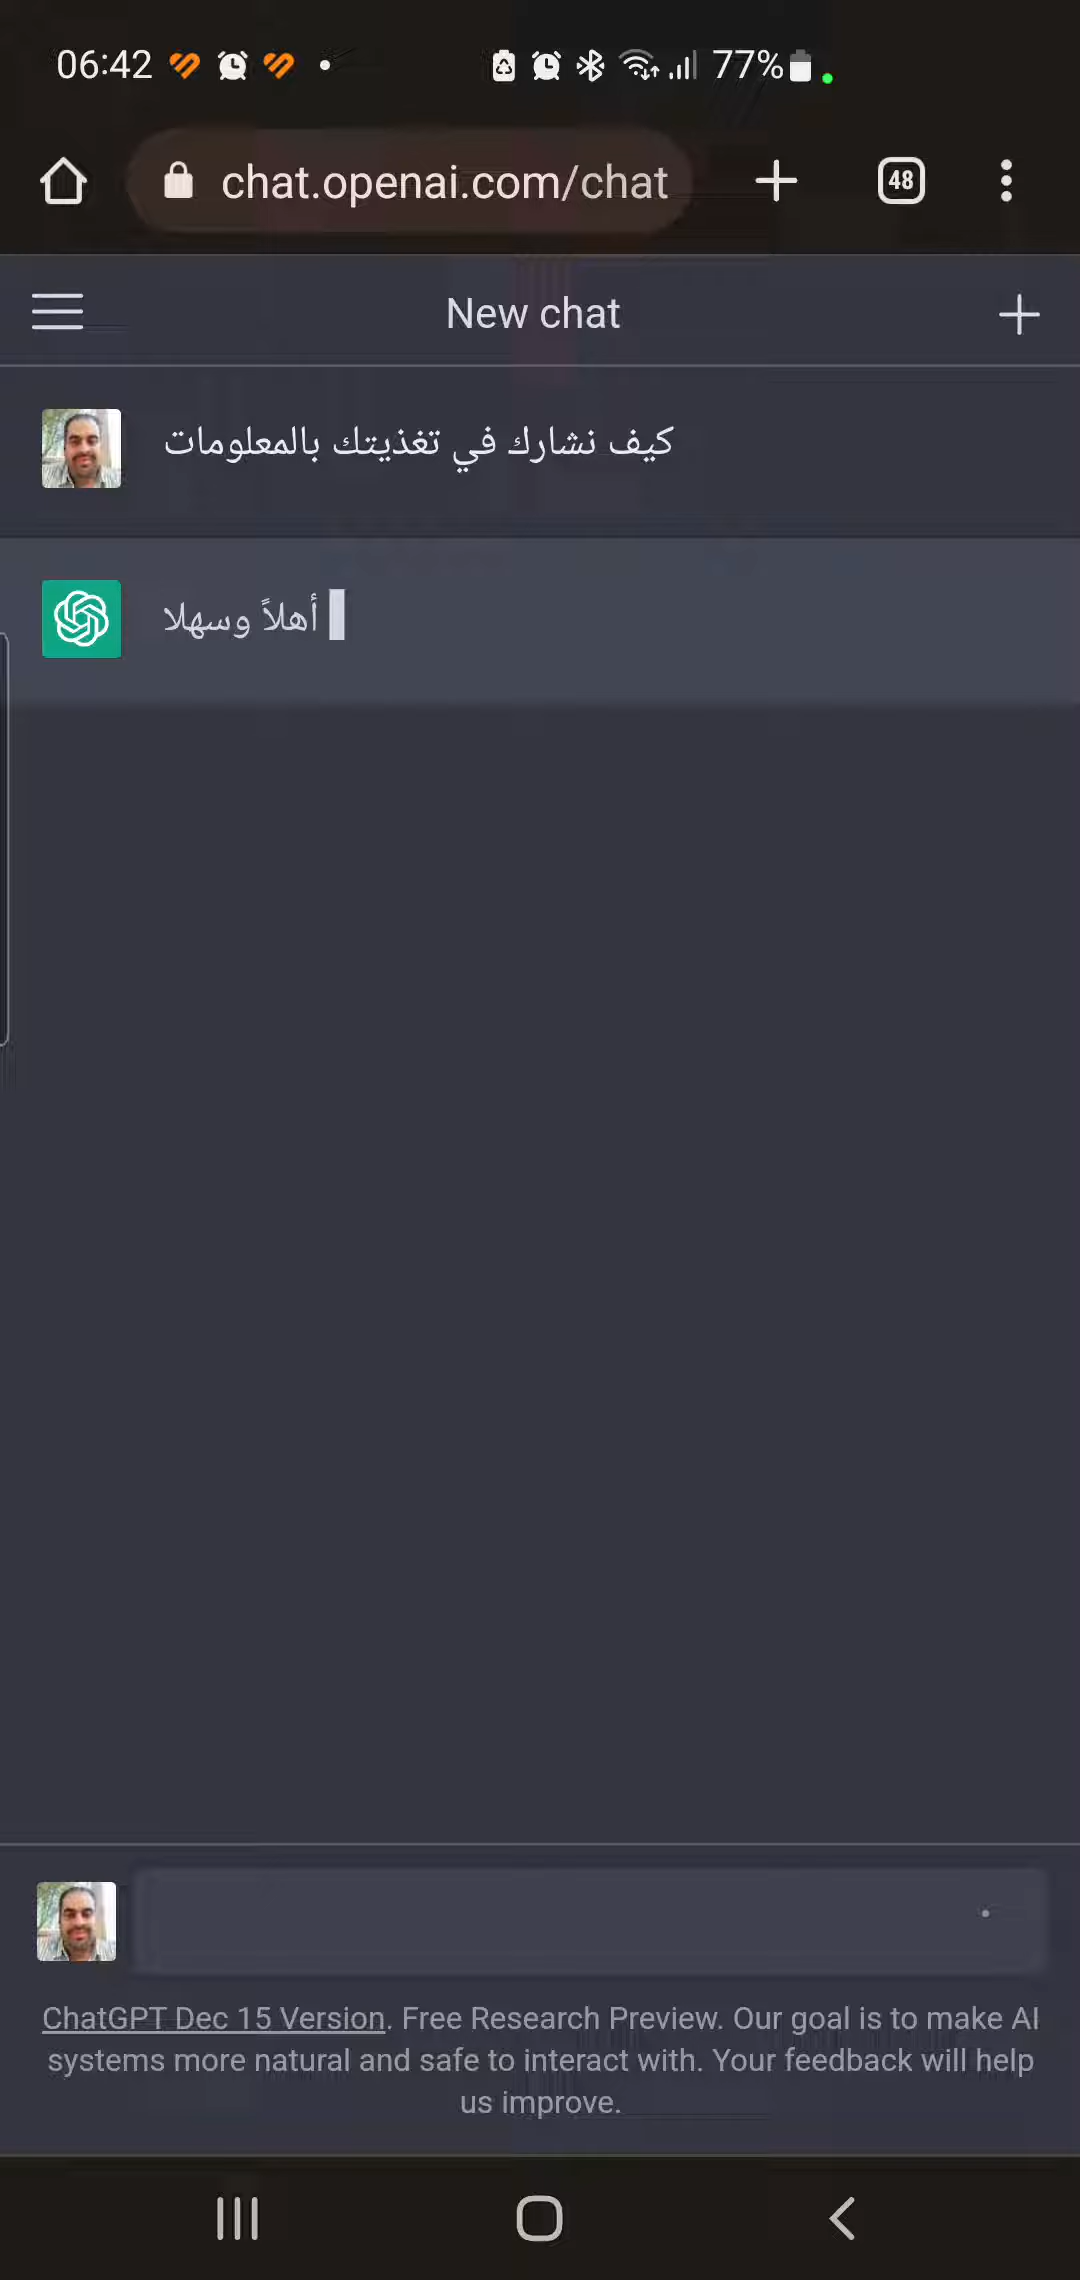 06:42
77%
chat.openai.com/chat
48
New chat
كيف نشارك في تغذيتك بالمعلومات
أهلاً وسهلا
ChatGPT Dec 15 Version. Free Research Preview. Our goal is to make AI
systems more natural and safe to interact with. Your feedback will help
us improve.